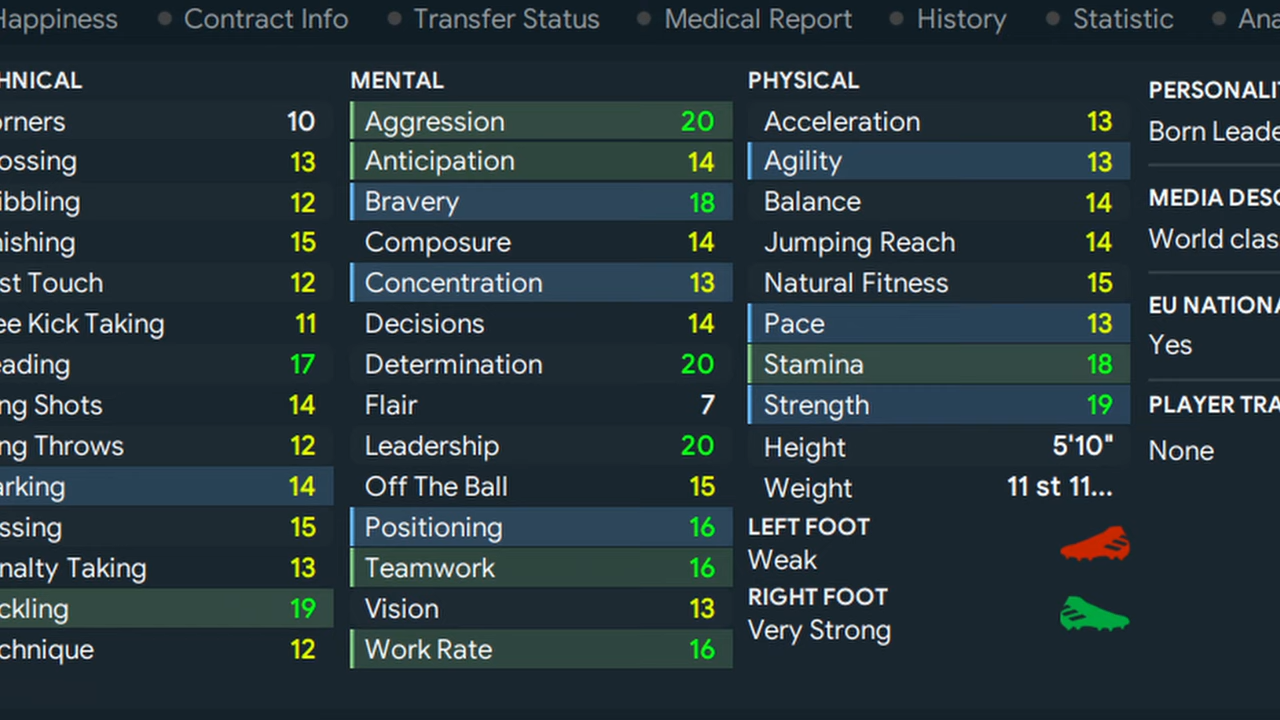 Happiness Contract Info Transfer Status Medical Report History Statistic Ana
HNICAL
orners 10
ossing 13
ibbling 12
nishing 15
st Touch 12
ee Kick Taking 11
eading 17
ng Shots 14
ng Throws 12
arking 14
ssing 15
nalty Taking 13
ckling 19
chnique 12
MENTAL
Aggression 20
Anticipation 14
Bravery 18
Composure 14
Concentration 13
Decisions 14
Determination 20
Flair 7
Leadership 20
Off The Ball 15
Positioning 16
Teamwork 16
Vision 13
Work Rate 16
PHYSICAL
Acceleration 13
Agility 13
Balance 14
Jumping Reach 14
Natural Fitness 15
Pace 13
Stamina 18
Strength 19
Height 5'10"
Weight 11 st 11...
LEFT FOOT
Weak
RIGHT FOOT
Very Strong
PERSONALI
Born Leade
MEDIA DESC
World clas
EU NATIONA
Yes
PLAYER TRA
None